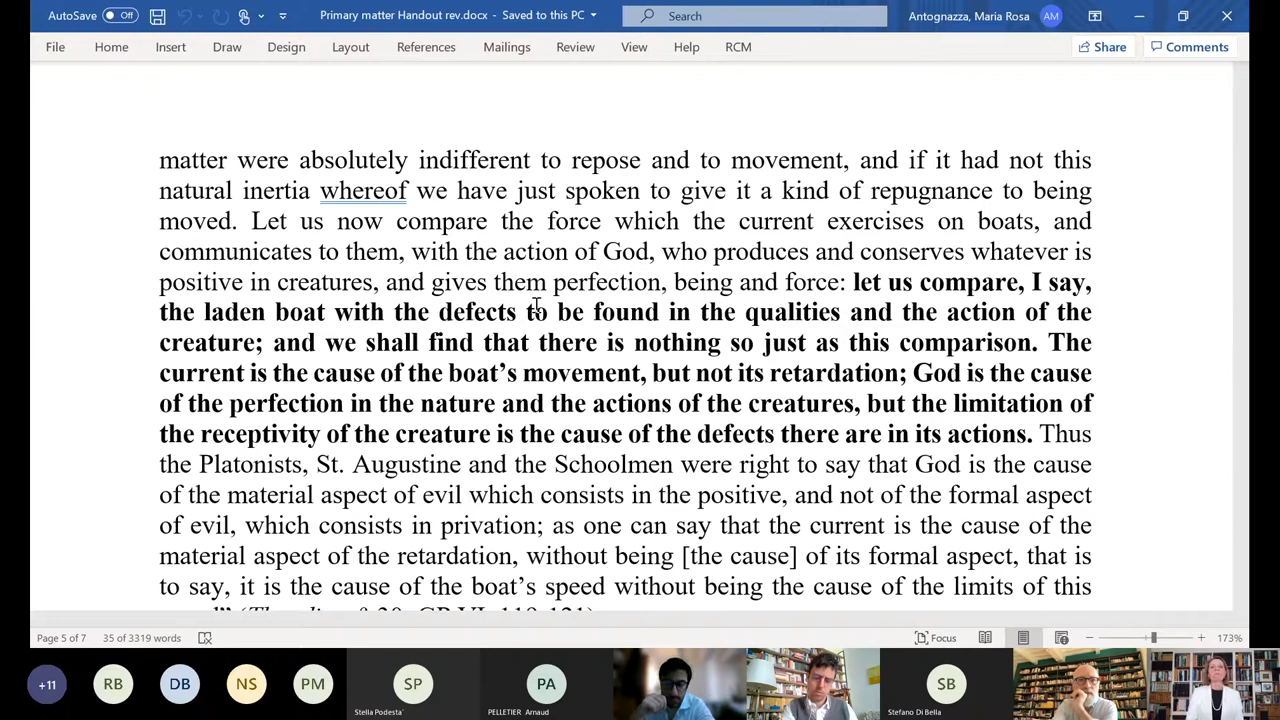 AutoSave Off Primary matter Handout rev.docx - Saved to this PC Search Antognazza, Maria Rosa AM
File Home Insert Draw Design Layout References Mailings Review View Help RCM Share Comments
matter were absolutely indifferent to repose and to movement, and if it had not this
natural inertia whereof we have just spoken to give it a kind of repugnance to being
moved. Let us now compare the force which the current exercises on boats, and
communicates to them, with the action of God, who produces and conserves whatever is
positive in creatures, and gives them perfection, being and force: let us compare, I say,
the laden boat with the defects to be found in the qualities and the action of the
creature; and we shall find that there is nothing so just as this comparison. The
current is the cause of the boat's movement, but not its retardation; God is the cause
of the perfection in the nature and the actions of the creatures, but the limitation of
the receptivity of the creature is the cause of the defects there are in its actions. Thus
the Platonists, St. Augustine and the Schoolmen were right to say that God is the cause
of the material aspect of evil which consists in the positive, and not of the formal aspect
of evil, which consists in privation; as one can say that the current is the cause of the
material aspect of the retardation, without being [the cause] of its formal aspect, that is
to say, it is the cause of the boat's speed without being the cause of the limits of this
Page 5 of 7 35 of 3319 words Focus 173%
+11 RB DB NS PM SP PA SB
Stella Podesta' PELLETIER Arnaud Stefano Di Bella